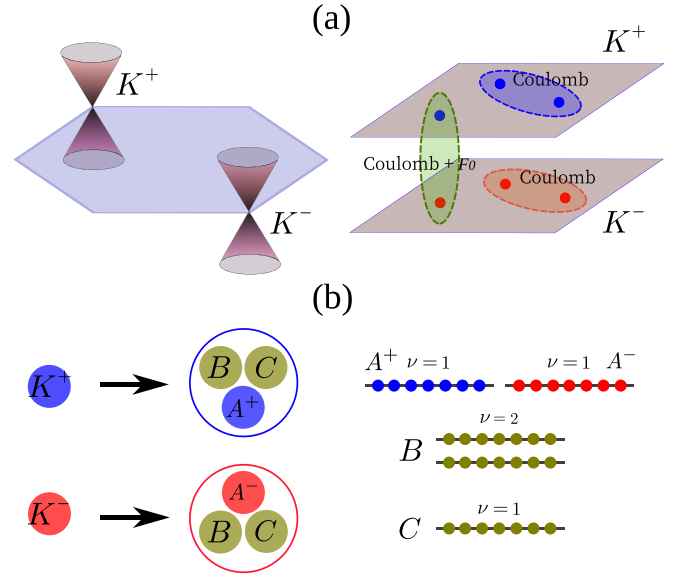 (a)
K⁺
K⁻
K⁺
Coulomb
Coulomb + F₀
Coulomb
K⁻
(b)
K⁺
B C
A⁺
K⁻
A⁻
B C
A⁺ ν = 1
ν = 1 A⁻
ν = 2
B
ν = 1
C